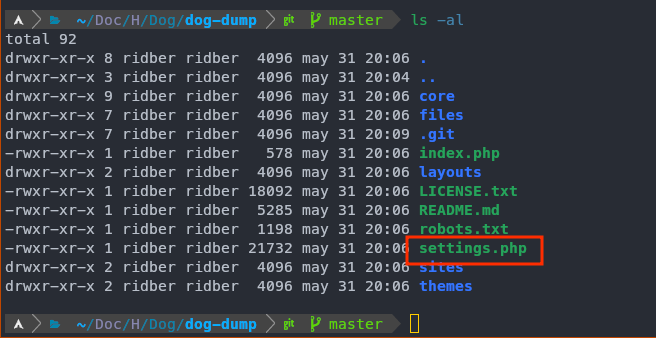 ~/Doc/H/Dog/dog-dump git master ls -al
total 92
drwxr-xr-x 8 ridber ridber 4096 may 31 20:06 .
drwxr-xr-x 3 ridber ridber 4096 may 31 20:04 ..
drwxr-xr-x 9 ridber ridber 4096 may 31 20:06 core
drwxr-xr-x 7 ridber ridber 4096 may 31 20:06 files
drwxr-xr-x 7 ridber ridber 4096 may 31 20:09 .git
-rwxr-xr-x 1 ridber ridber 578 may 31 20:06 index.php
drwxr-xr-x 2 ridber ridber 4096 may 31 20:06 layouts
-rwxr-xr-x 1 ridber ridber 18092 may 31 20:06 LICENSE.txt
-rwxr-xr-x 1 ridber ridber 5285 may 31 20:06 README.md
-rwxr-xr-x 1 ridber ridber 1198 may 31 20:06 robots.txt
-rwxr-xr-x 1 ridber ridber 21732 may 31 20:06 settings.php
drwxr-xr-x 2 ridber ridber 4096 may 31 20:06 sites
drwxr-xr-x 2 ridber ridber 4096 may 31 20:06 themes
~/Doc/H/Dog/dog-dump git master